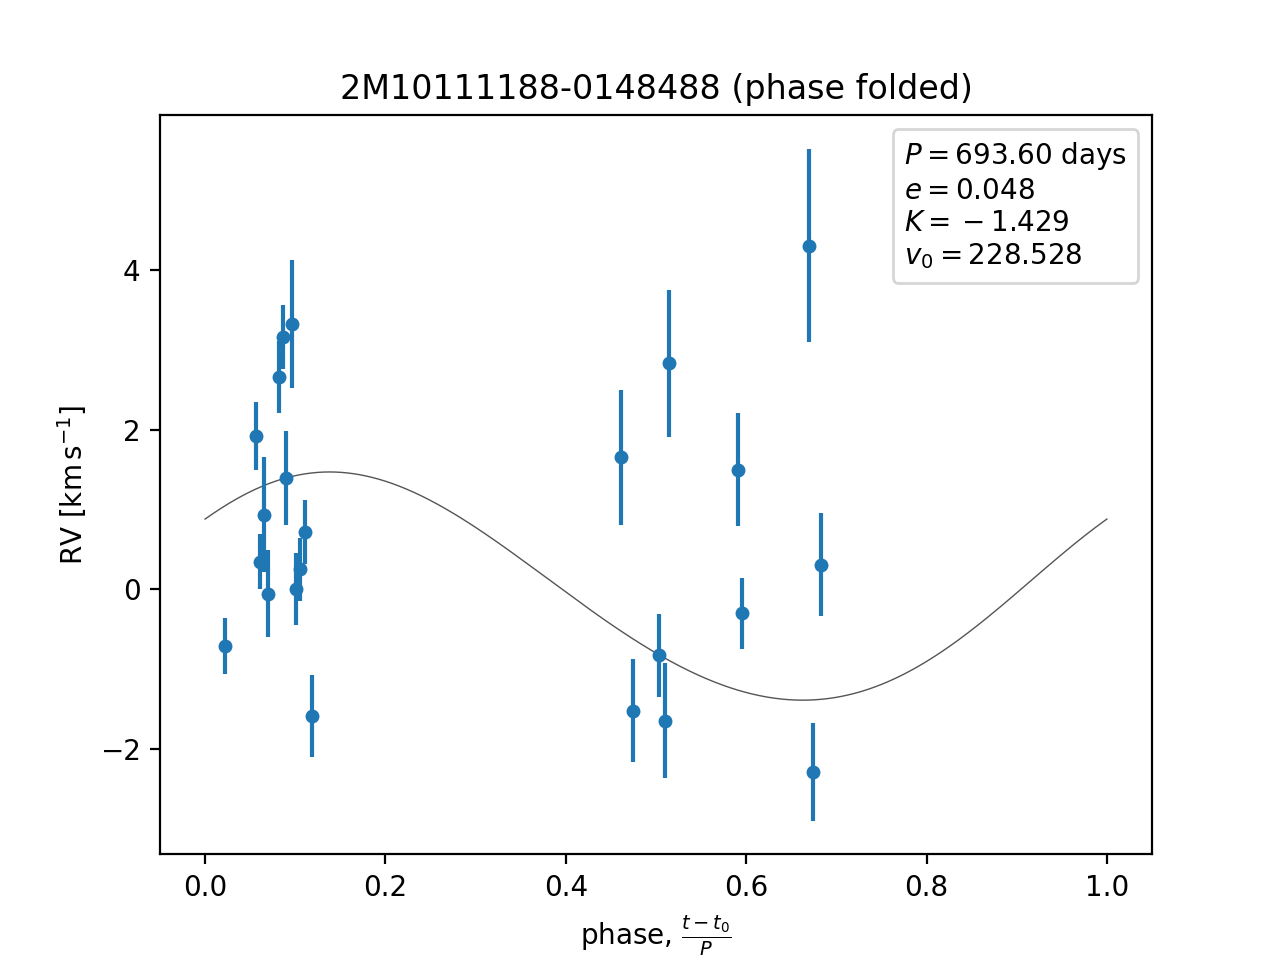 2M10111188-0148488 (phase folded)
P = 693.60 days
e = 0.048
K = −1.429
v₀ = 228.528
RV [km s⁻¹]
4
2
0
−2
0.0 0.2 0.4 0.6 0.8 1.0
phase, (t − t₀)/P